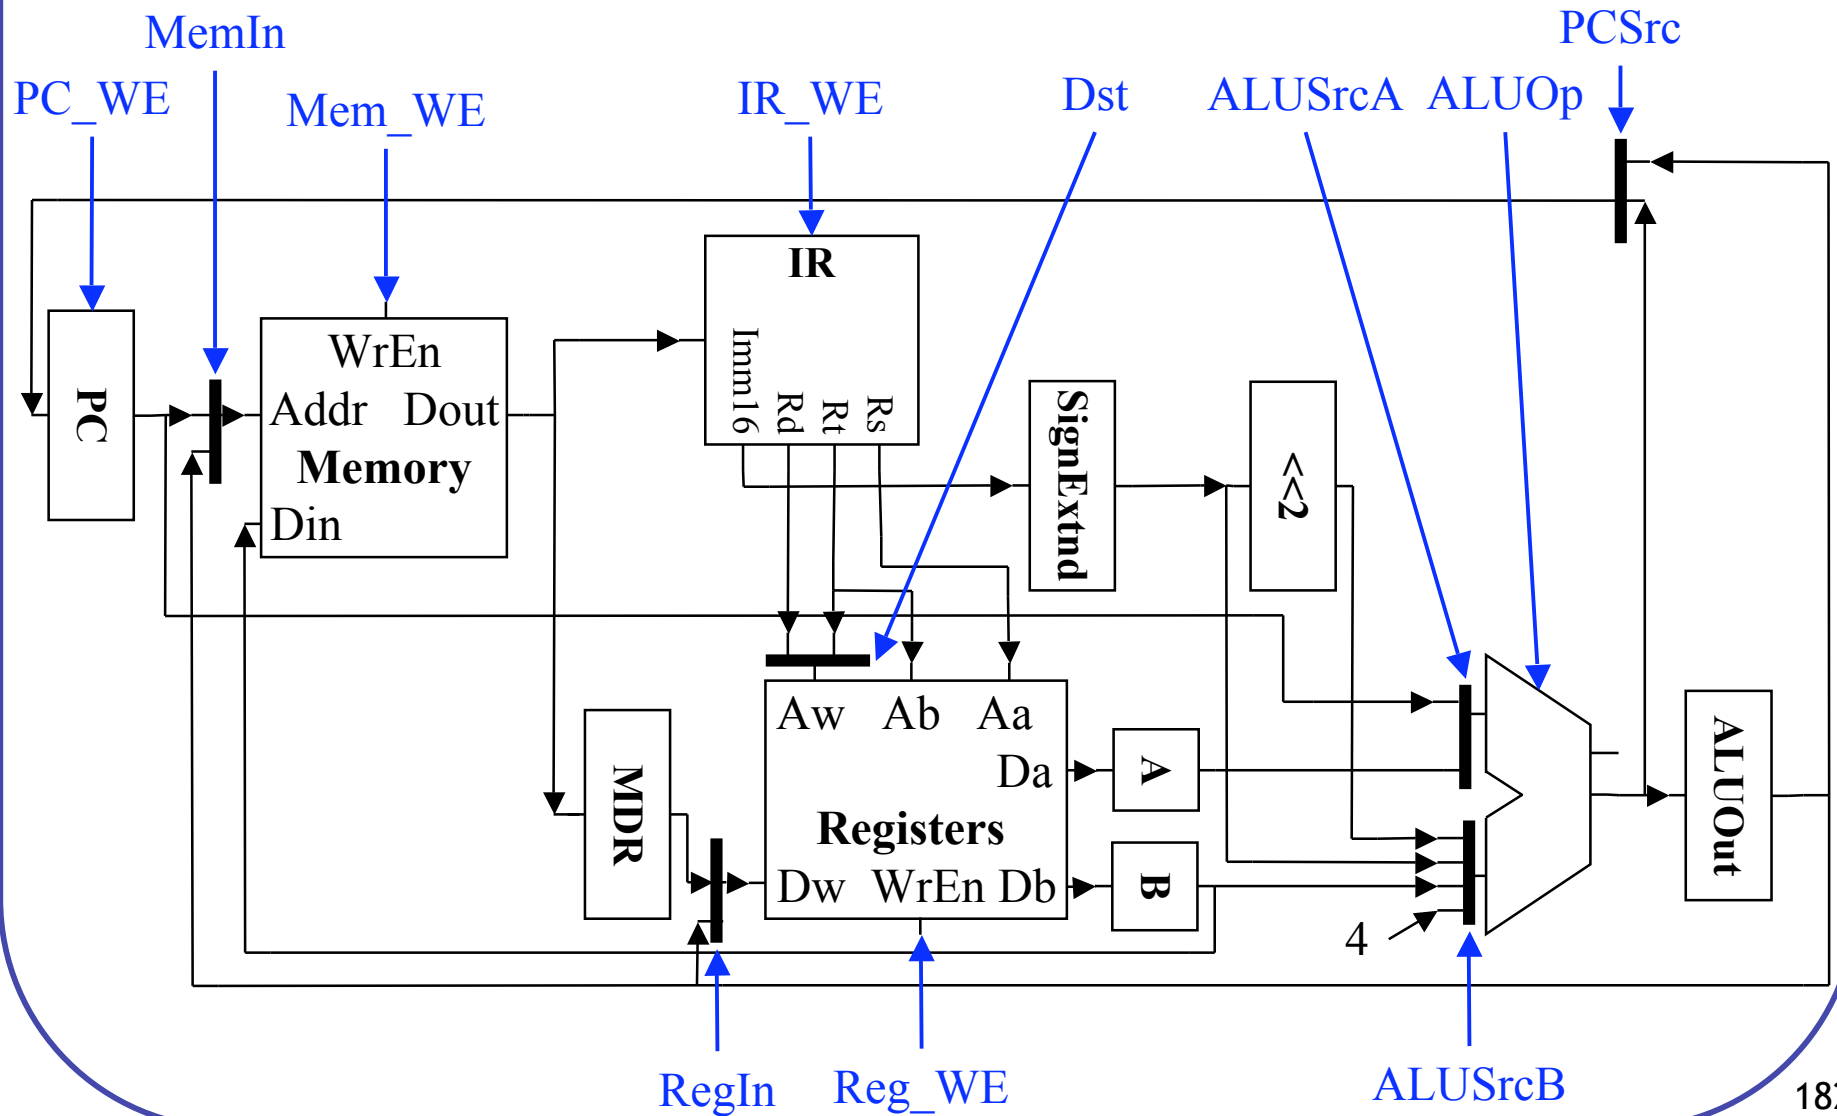 MemIn
PCSrc
PC_WE
Mem_WE
IR_WE
Dst
ALUSrcA
ALUOp
IR
Imm16
Rd
Rt
Rs
PC
WrEn
Addr Dout
Memory
Din
SignExtnd
<<2
Aw Ab Aa
Da
Registers
Dw WrEn Db
MDR
A
B
4
ALUOut
RegIn
Reg_WE
ALUSrcB